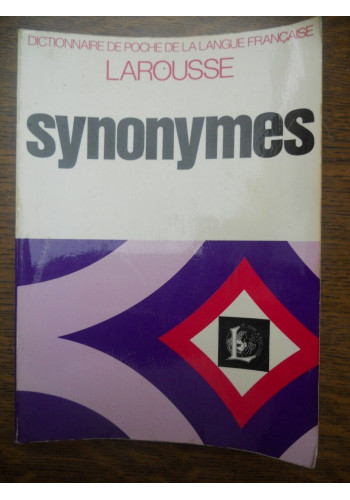 DICTIONNAIRE DE POCHE DE LA LANGUE FRANÇAISE
LAROUSSE
synonymes
L